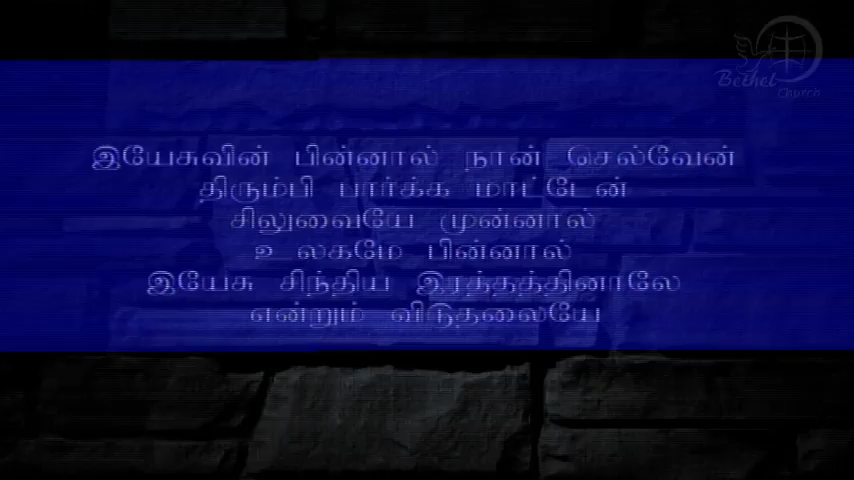 Bethel
Church
இயேசுவின் பின்னால் நான் செல்வேன்
திரும்பி பார்க்க மாட்டேன்
சிலுவையே முன்னால்
உலகமே பின்னால்
இயேசு சிந்திய இரத்தத்தினாலே
என்றும் விடுதலையே